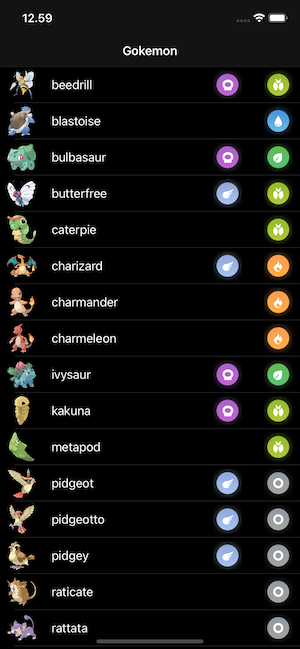 12.59
Gokemon
beedrill
blastoise
bulbasaur
butterfree
caterpie
charizard
charmander
charmeleon
ivysaur
kakuna
metapod
pidgeot
pidgeotto
pidgey
raticate
rattata